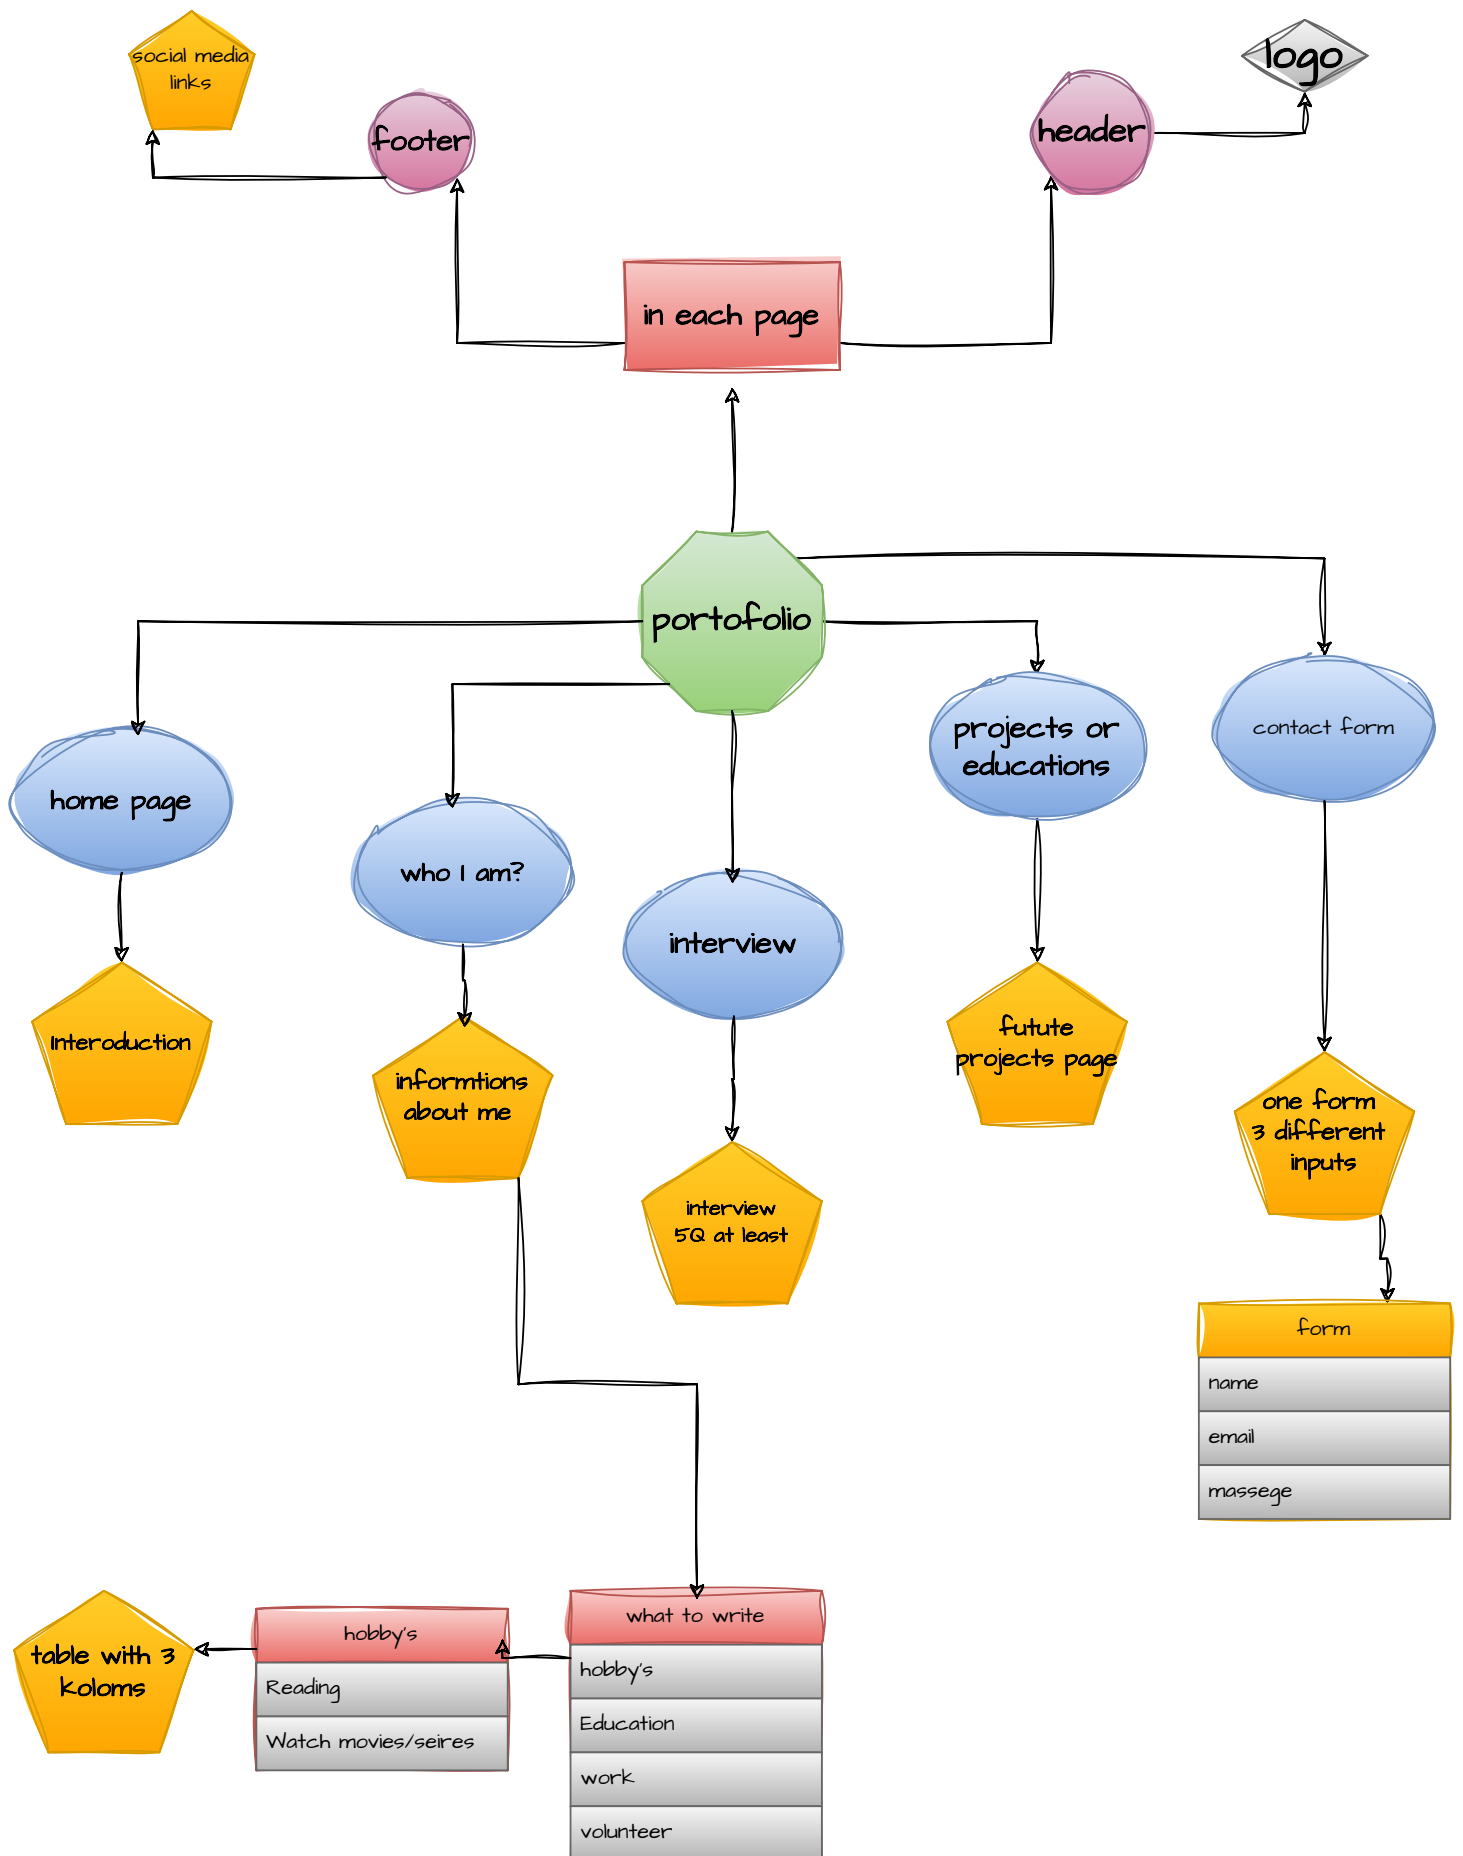 social media
links
logo
footer
header
in each page
portofolio
projects or
educations
contact form
home page
who I am?
interview
Interoduction
futute
projects page
informtions
about me
one form
3 different
inputs
interview
5Q at least
form
name
email
massege
what to write
hobby's
Education
work
volunteer
hobby's
Reading
Watch movies/seires
table with 3
koloms